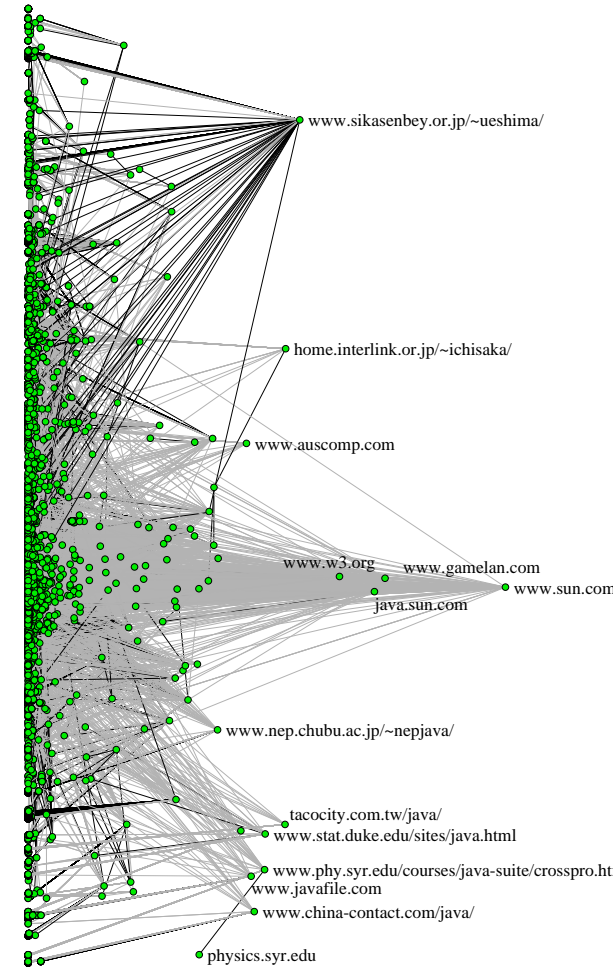 www.sikasenbey.or.jp/~ueshima/
home.interlink.or.jp/~ichisaka/
www.auscomp.com
www.w3.org
www.gamelan.com
www.sun.com
java.sun.com
www.nep.chubu.ac.jp/~nepjava/
tacocity.com.tw/java/
www.stat.duke.edu/sites/java.html
www.phy.syr.edu/courses/java-suite/crosspro.ht
www.javafile.com
www.china-contact.com/java/
physics.syr.edu